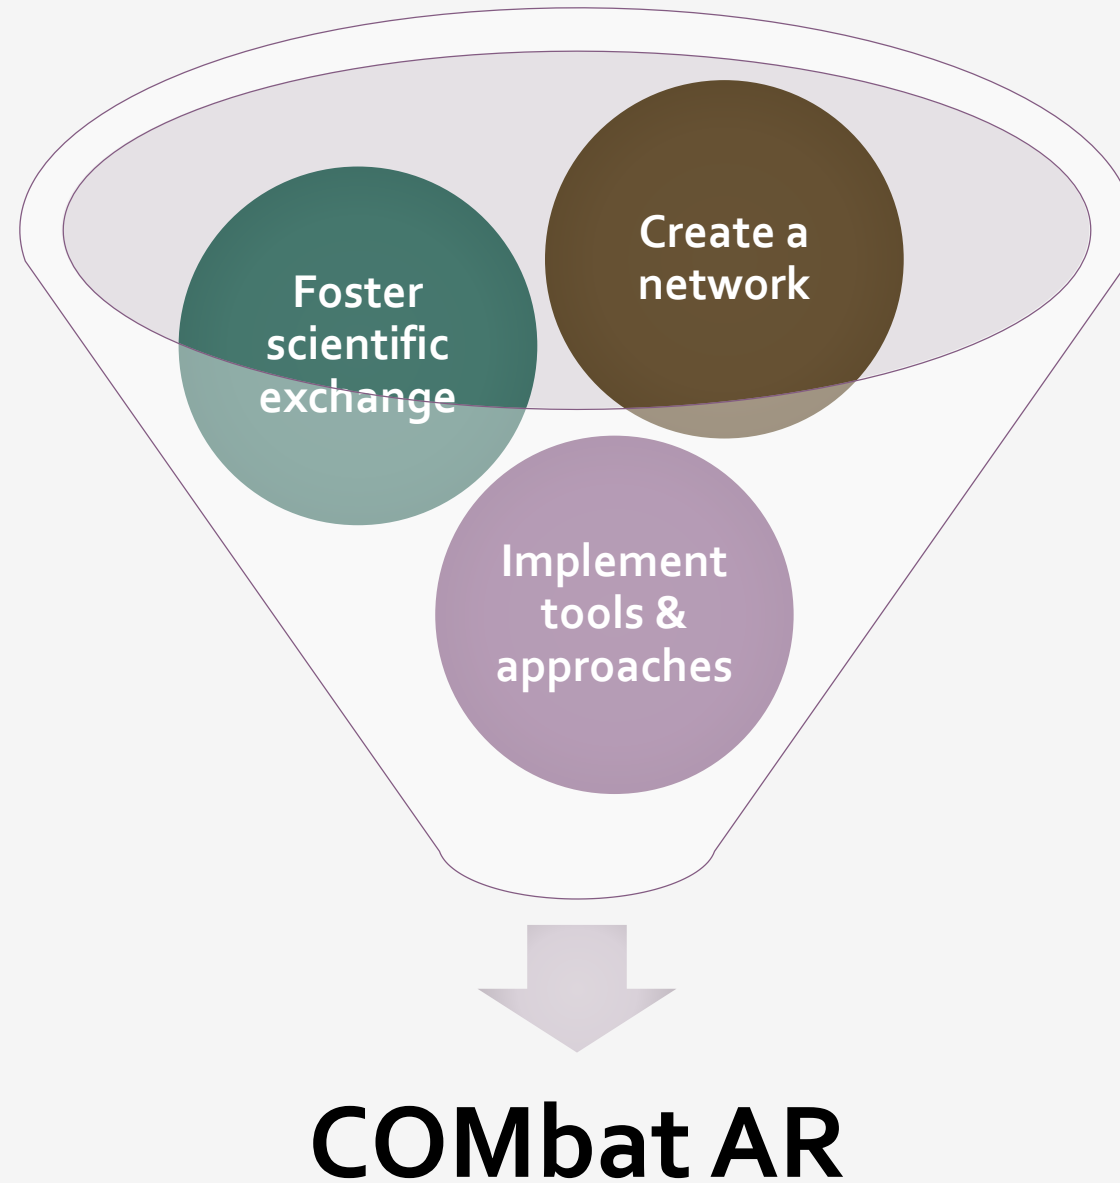 Create a
network
Foster
scientific
exchange
Implement
tools &
approaches
COMbat AR